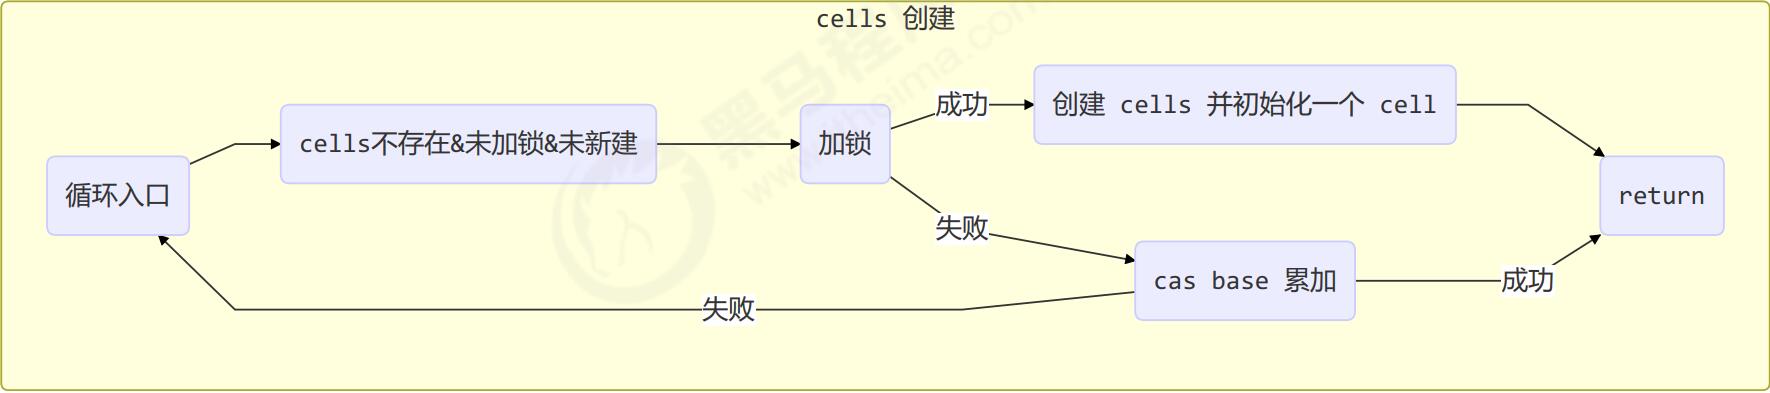 cells 创建
循环入口
cells不存在&未加锁&未新建
加锁
成功
创建 cells 并初始化一个 cell
失败
cas base 累加
成功
return
失败
黑马程
www.itheima.com